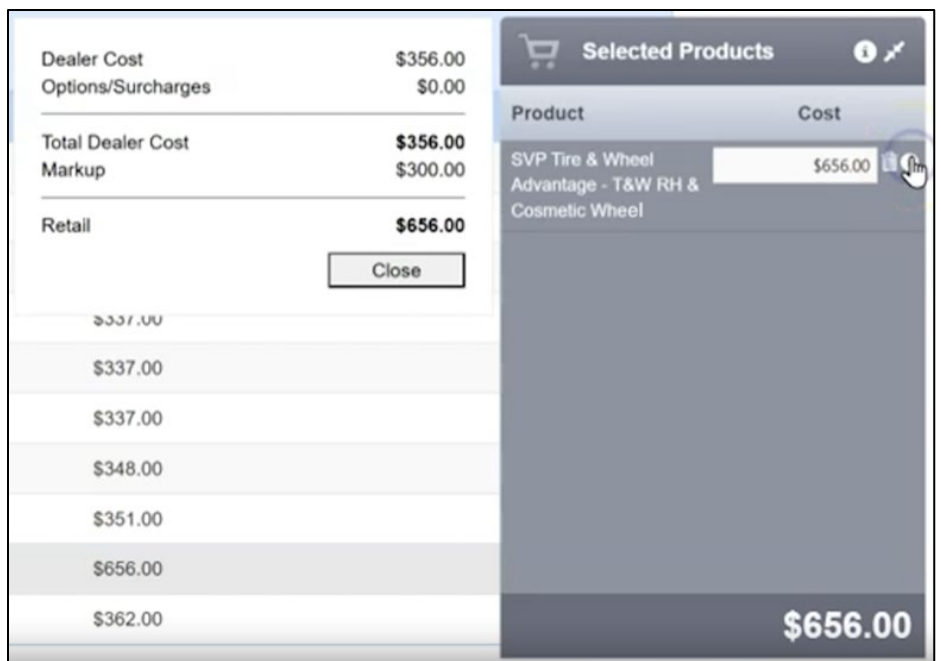 Dealer Cost $356.00
Options/Surcharges $0.00
Total Dealer Cost $356.00
Markup $300.00
Retail $656.00
Close
$337.00
$337.00
$337.00
$348.00
$351.00
$656.00
$362.00
Selected Products
Product Cost
SVP Tire & Wheel $656.00
Advantage - T&W RH &
Cosmetic Wheel
$656.00